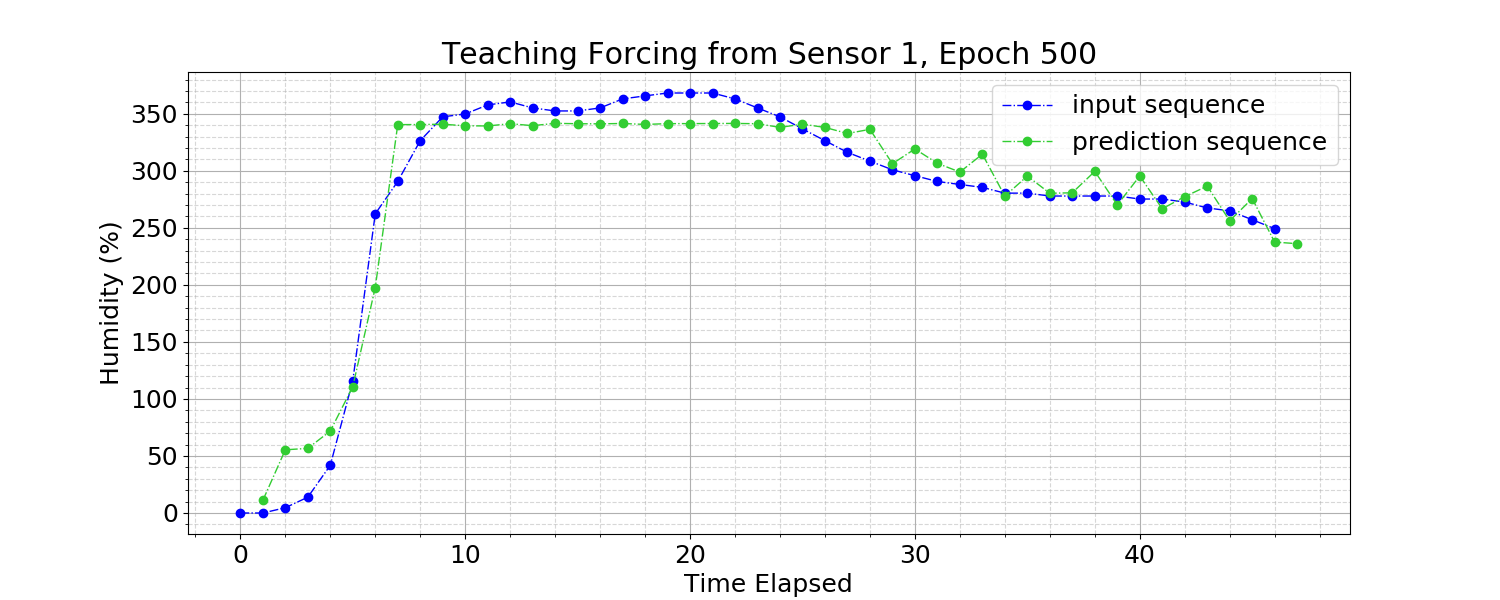 Teaching Forcing from Sensor 1, Epoch 500
input sequence
prediction sequence
Humidity (%)
350
300
250
200
150
100
50
0
0 10 20 30 40
Time Elapsed